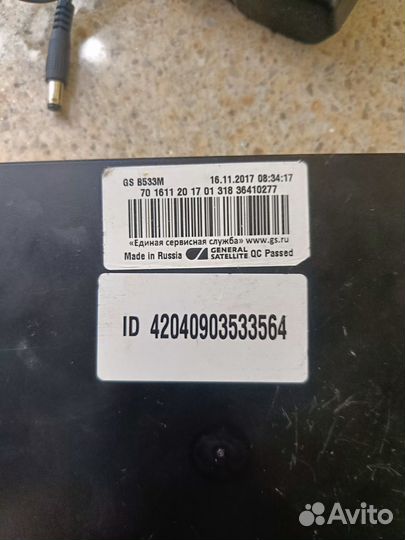 GS B533M 16.11.2017 08:34:17
70 1611 20 17 01 318 36410277
«Единая сервисная служба» www.gs.ru
Made in Russia GENERAL SATELLITE QC Passed
ID 42040903533564
Avito